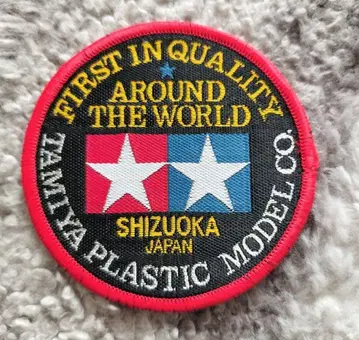 FIRST IN QUALITY
AROUND
THE WORLD
SHIZUOKA
JAPAN
TAMIYA PLASTIC MODEL CO.